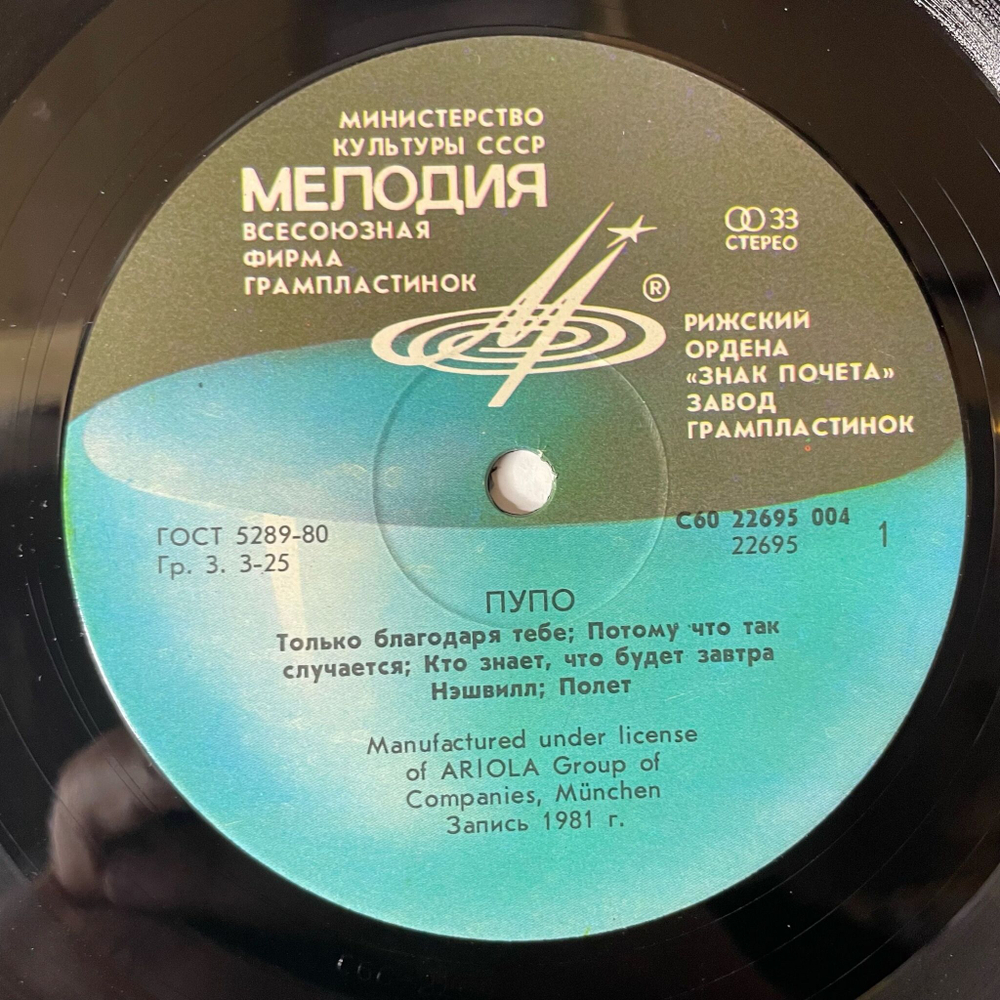 МИНИСТЕРСТВО
КУЛЬТУРЫ СССР
МЕЛОДИЯ
ВСЕСОЮЗНАЯ
ФИРМА
ГРАМПЛАСТИНОК
33
СТЕРЕО
®
РИЖСКИЙ
ОРДЕНА
«ЗНАК ПОЧЕТА»
ЗАВОД
ГРАМПЛАСТИНОК
ГОСТ 5289-80
Гр. 3. 3-25
С60 22695 004
22695
1
ПУПО
Только благодаря тебе; Потому что так
случается; Кто знает, что будет завтра
Нэшвилл; Полет
Manufactured under license
of ARIOLA Group of
Companies, München
Запись 1981 г.